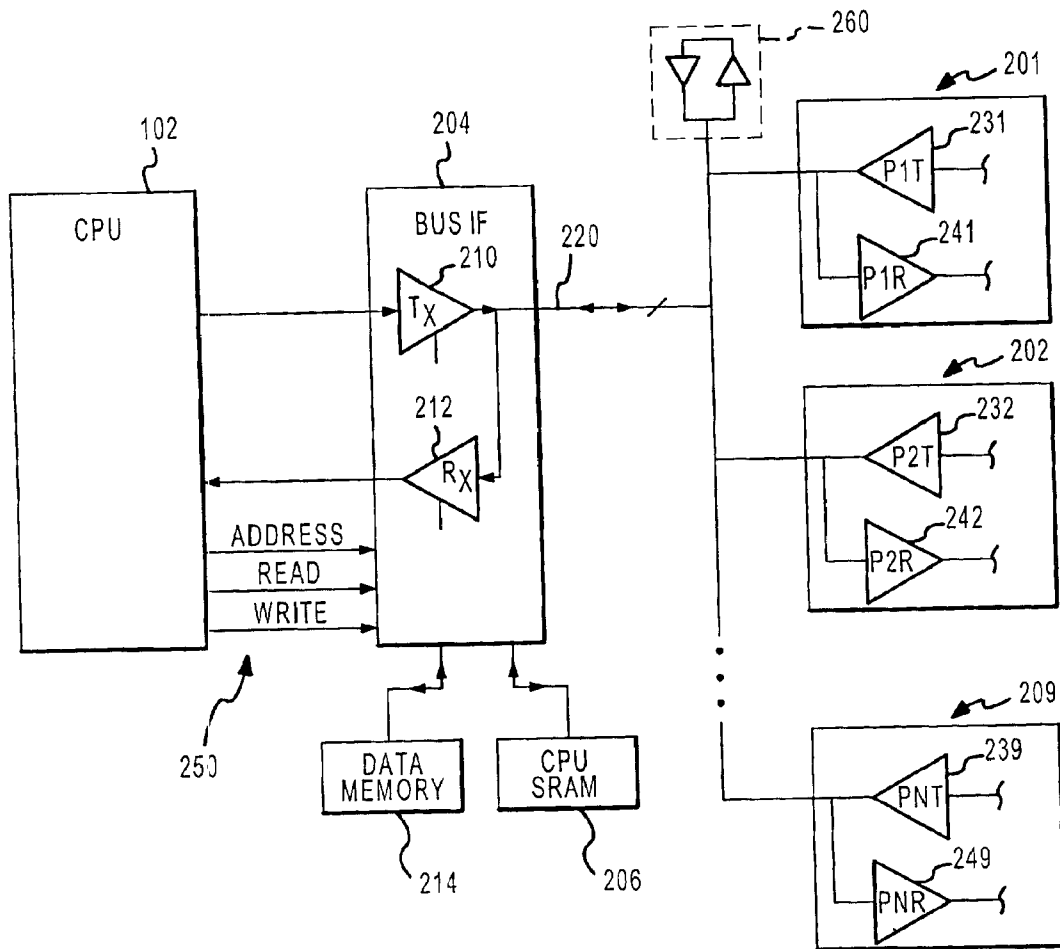 260
201
102
204
231
CPU
BUS IF
P1T
210
220
241
TX
P1R
202
212
232
RX
P2T
ADDRESS
242
READ
P2R
WRITE
209
250
239
DATA
MEMORY
CPU
SRAM
PNT
249
214
206
PNR